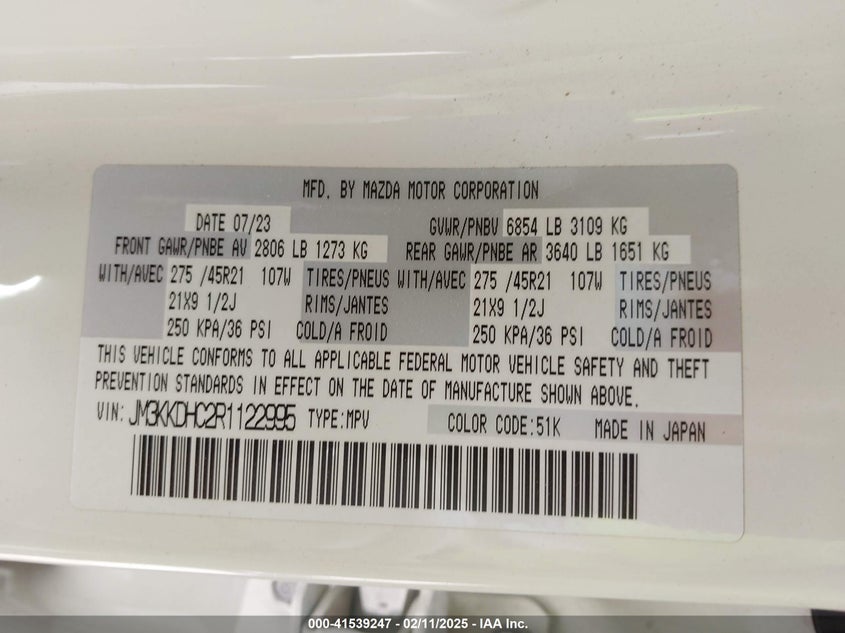 MFD. BY MAZDA MOTOR CORPORATION
DATE 07/23 GVWR/PNBV 6854 LB 3109 KG
FRONT GAWR/PNBE AV 2806 LB 1273 KG REAR GAWR/PNBE AR 3640 LB 1651 KG
WITH/AVEC 275 /45R21 107W TIRES/PNEUS WITH/AVEC 275 /45R21 107W TIRES/PNEUS
21X9 1/2J RIMS/JANTES 21X9 1/2J RIMS/JANTES
250 KPA/36 PSI COLD/A FROID 250 KPA/36 PSI COLD/A FROID
THIS VEHICLE CONFORMS TO ALL APPLICABLE FEDERAL MOTOR VEHICLE SAFETY AND THEFT
PREVENTION STANDARDS IN EFFECT ON THE DATE OF MANUFACTURE SHOWN ABOVE.
VIN: JM3KKDHC2R1122995 TYPE:MPV COLOR CODE:51K MADE IN JAPAN
000-41539247 - 02/11/2025 - IAA Inc.